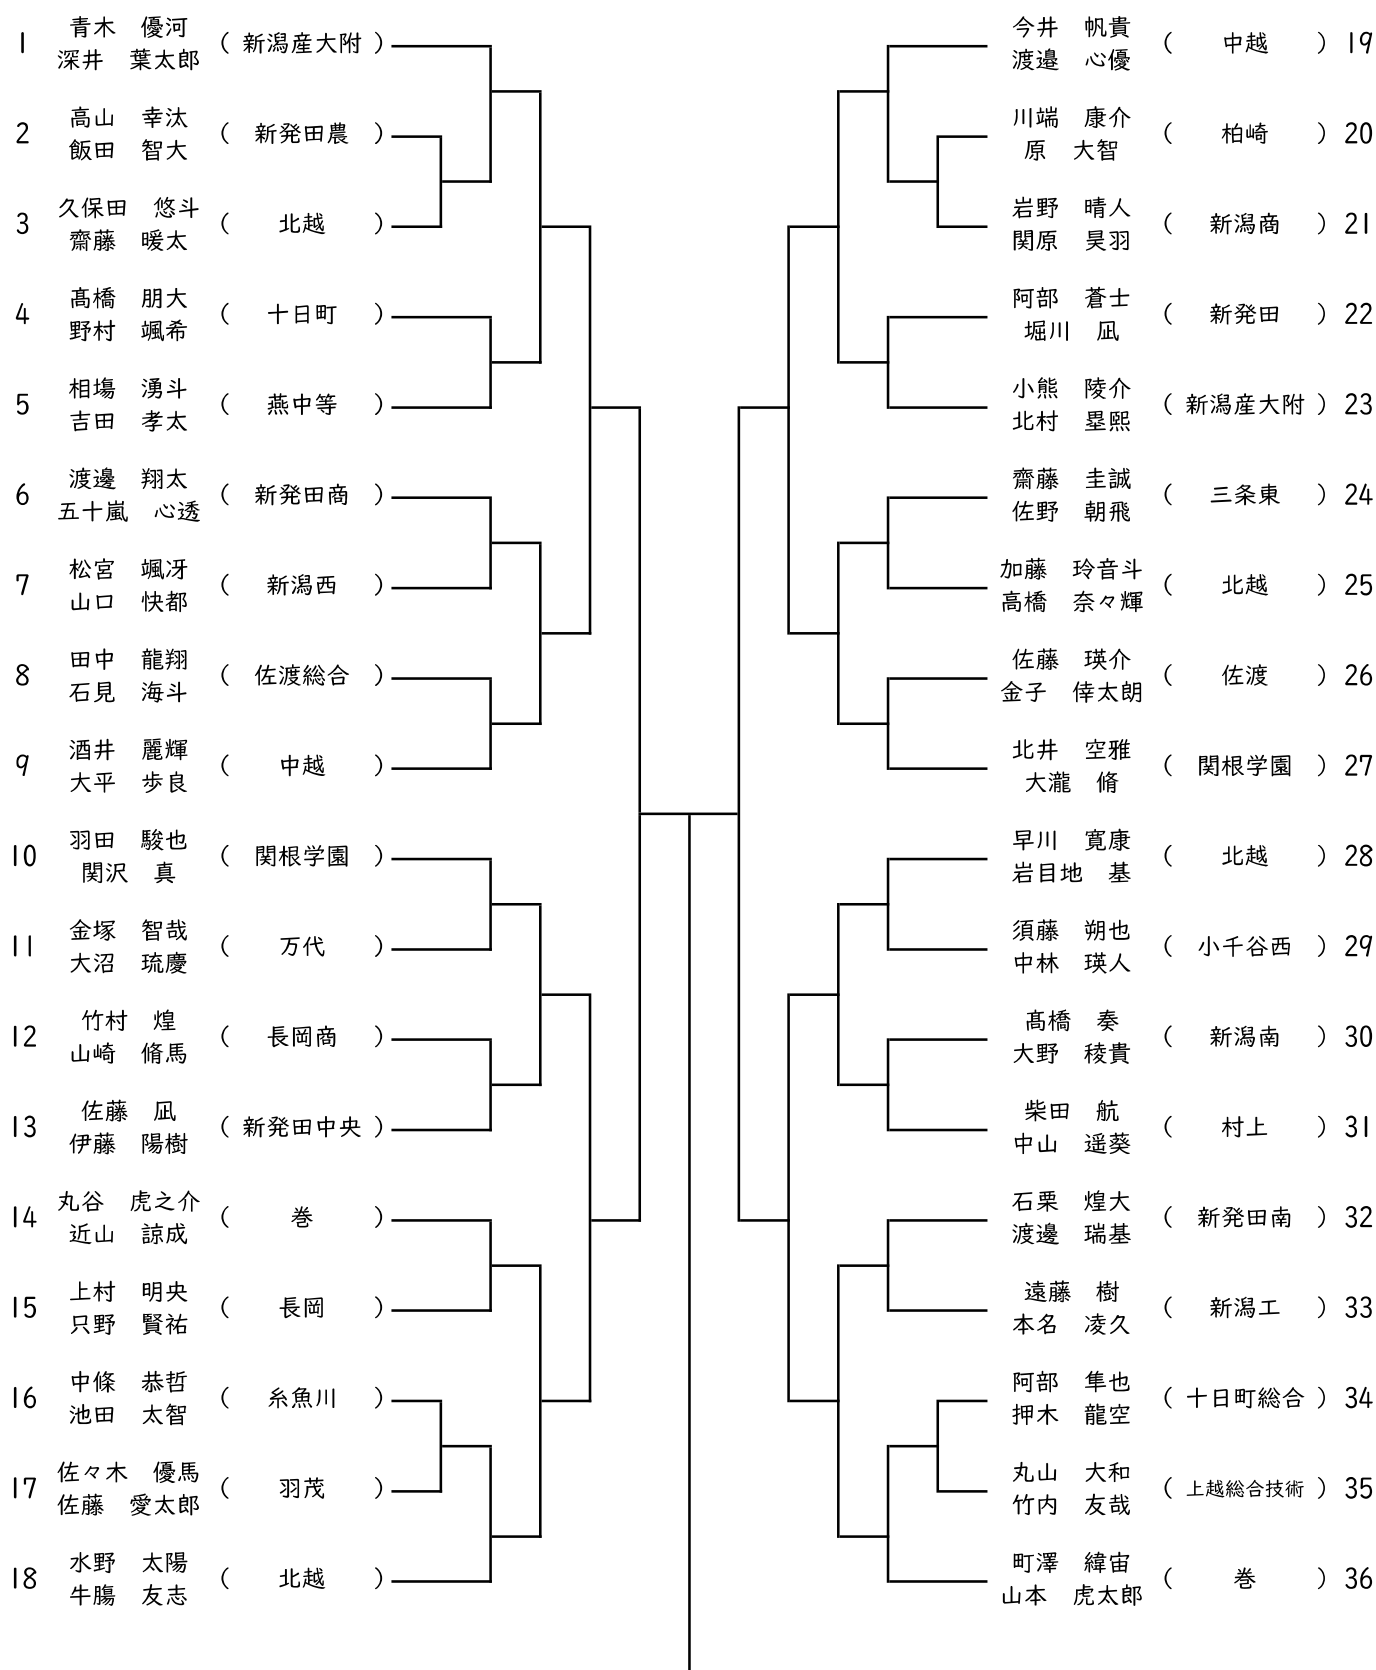 1 青木 優河 ( 新潟産大附 )
深井 葉太郎
2 高山 幸汰 ( 新発田農 )
飯田 智大
3 久保田 悠斗 ( 北越 )
齋藤 暖太
4 髙橋 朋大 ( 十日町 )
野村 颯希
5 相塲 湧斗 ( 燕中等 )
吉田 孝太
6 渡邊 翔太 ( 新発田商 )
五十嵐 心透
7 松宮 颯冴 ( 新潟西 )
山口 快都
8 田中 龍翔 ( 佐渡総合 )
石見 海斗
9 酒井 麗輝 ( 中越 )
大平 歩良
10 羽田 駿也 ( 関根学園 )
関沢 真
11 金塚 智哉 ( 万代 )
大沼 琉慶
12 竹村 煌 ( 長岡商 )
山崎 脩馬
13 佐藤 凪 ( 新発田中央 )
伊藤 陽樹
14 丸谷 虎之介 ( 巻 )
近山 諒成
15 上村 明央 ( 長岡 )
只野 賢祐
16 中條 恭哲 ( 糸魚川 )
池田 太智
17 佐々木 優馬 ( 羽茂 )
佐藤 愛太郎
18 水野 太陽 ( 北越 )
牛膓 友志
今井 帆貴 ( 中越 ) 19
渡邉 心優
川端 康介 ( 柏崎 ) 20
原 大智
岩野 晴人 ( 新潟商 ) 21
関原 昊羽
阿部 蒼士 ( 新発田 ) 22
堀川 凪
小熊 陵介 ( 新潟産大附 ) 23
北村 塁熙
齋藤 圭誠 ( 三条東 ) 24
佐野 朝飛
加藤 玲音斗 ( 北越 ) 25
高橋 奈々輝
佐藤 瑛介 ( 佐渡 ) 26
金子 倖太朗
北井 空雅 ( 関根学園 ) 27
大瀧 脩
早川 寛康 ( 北越 ) 28
岩目地 基
須藤 朔也 ( 小千谷西 ) 29
中林 瑛人
髙橋 奏 ( 新潟南 ) 30
大野 稜貴
柴田 航 ( 村上 ) 31
中山 遥葵
石栗 煌大 ( 新発田南 ) 32
渡邊 瑞基
遠藤 樹 ( 新潟工 ) 33
本名 凌久
阿部 隼也 ( 十日町総合 ) 34
押木 龍空
丸山 大和 ( 上越総合技術 ) 35
竹内 友哉
町澤 緯宙 ( 巻 ) 36
山本 虎太郎